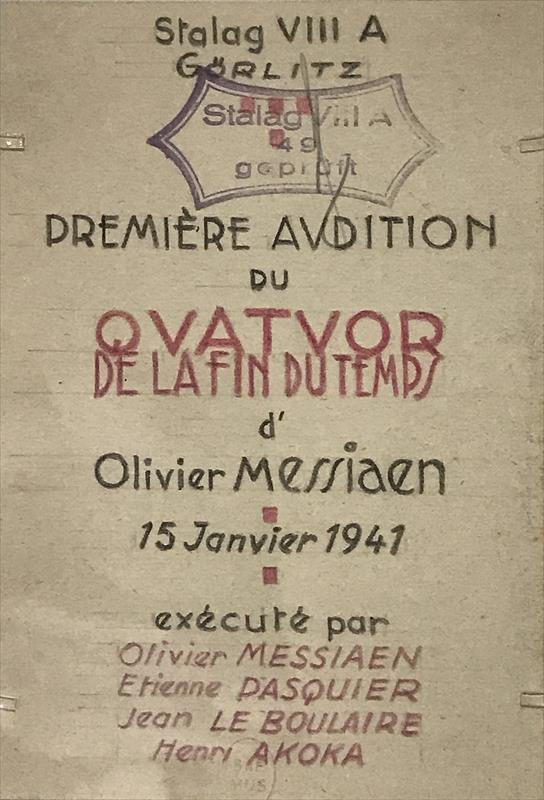 Stalag VIII A
GÖRLITZ
Stalag VIII A
49
geprüft
PREMIÈRE AVDITION
DU
QVATVOR
DE LA FIN DU TEMPS
d'
Olivier Messiaen
15 Janvier 1941
exécuté par
Olivier MESSIAEN
Etienne PASQUIER
Jean LE BOULAIRE
Henri AKOKA